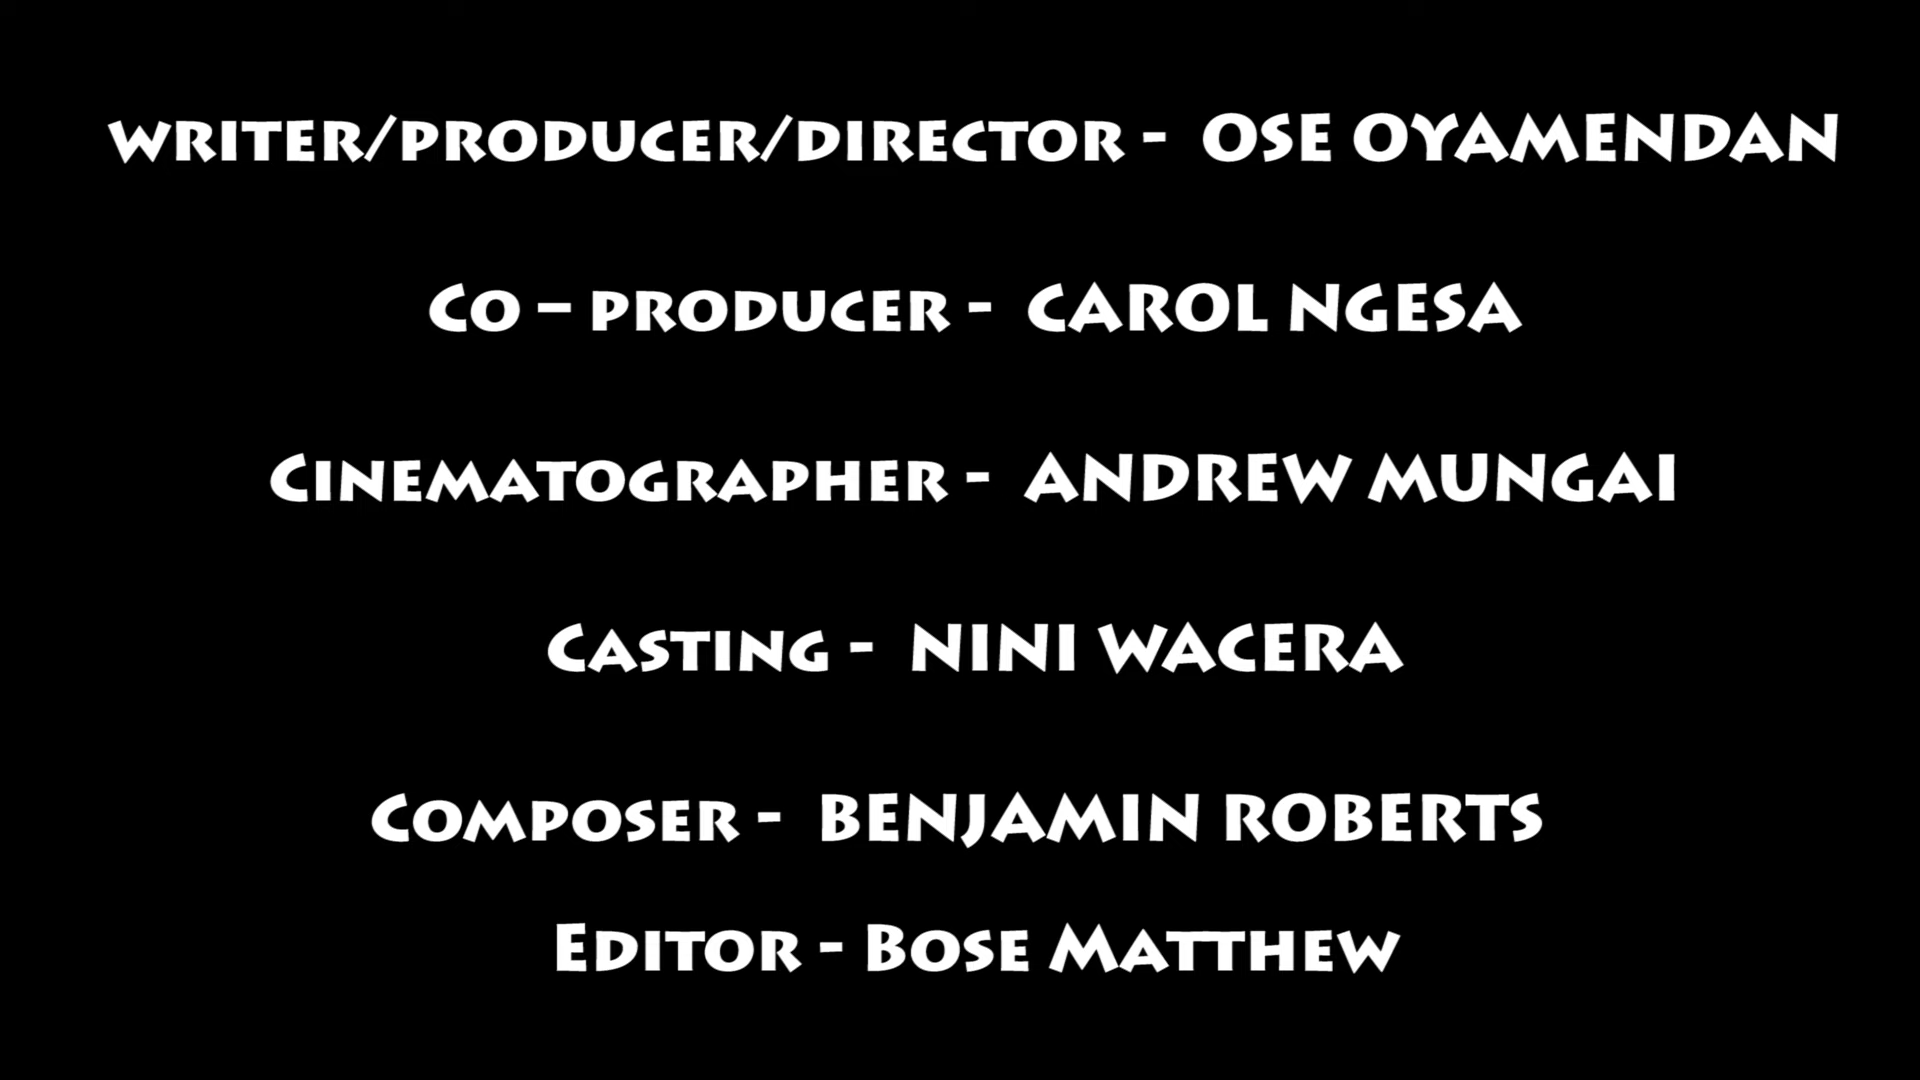 WRITER/PRODUCER/DIRECTOR - OSE OYAMENDAN
CO – PRODUCER - CAROL NGESA
CINEMATOGRAPHER - ANDREW MUNGAI
CASTING - NINI WACERA
COMPOSER - BENJAMIN ROBERTS
EDITOR - BOSE MATTHEW